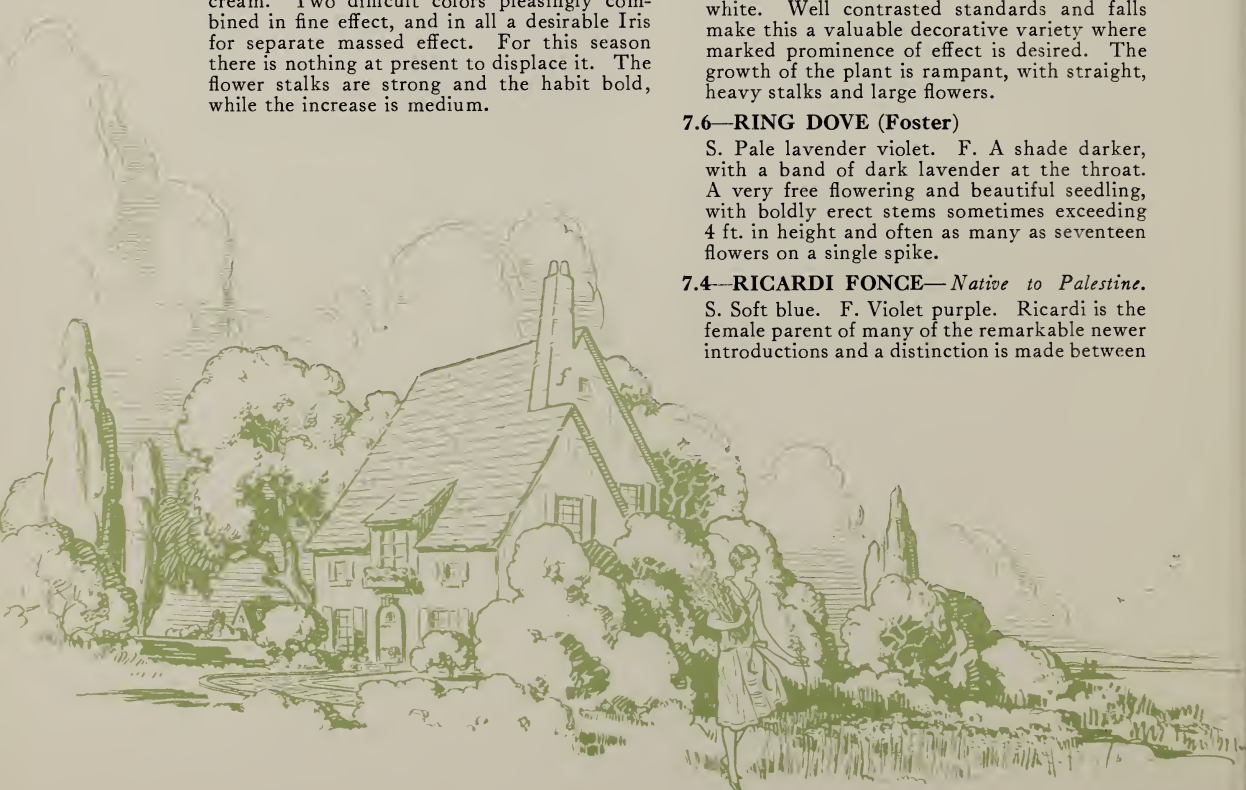 cream. Two difficult colors pleasingly com-
bined in fine effect, and in all a desirable Iris
for separate massed effect. For this season
there is nothing at present to displace it. The
flower stalks are strong and the habit bold,
while the increase is medium.
white. Well contrasted standards and falls
make this a valuable decorative variety where
marked prominence of effect is desired. The
growth of the plant is rampant, with straight,
heavy stalks and large flowers.
7.6—RING DOVE (Foster)
S. Pale lavender violet. F. A shade darker,
with a band of dark lavender at the throat.
A very free flowering and beautiful seedling,
with boldly erect stems sometimes exceeding
4 ft. in height and often as many as seventeen
flowers on a single spike.
7.4—RICARDI FONCE—Native to Palestine.
S. Soft blue. F. Violet purple. Ricardi is the
female parent of many of the remarkable newer
introductions and a distinction is made between